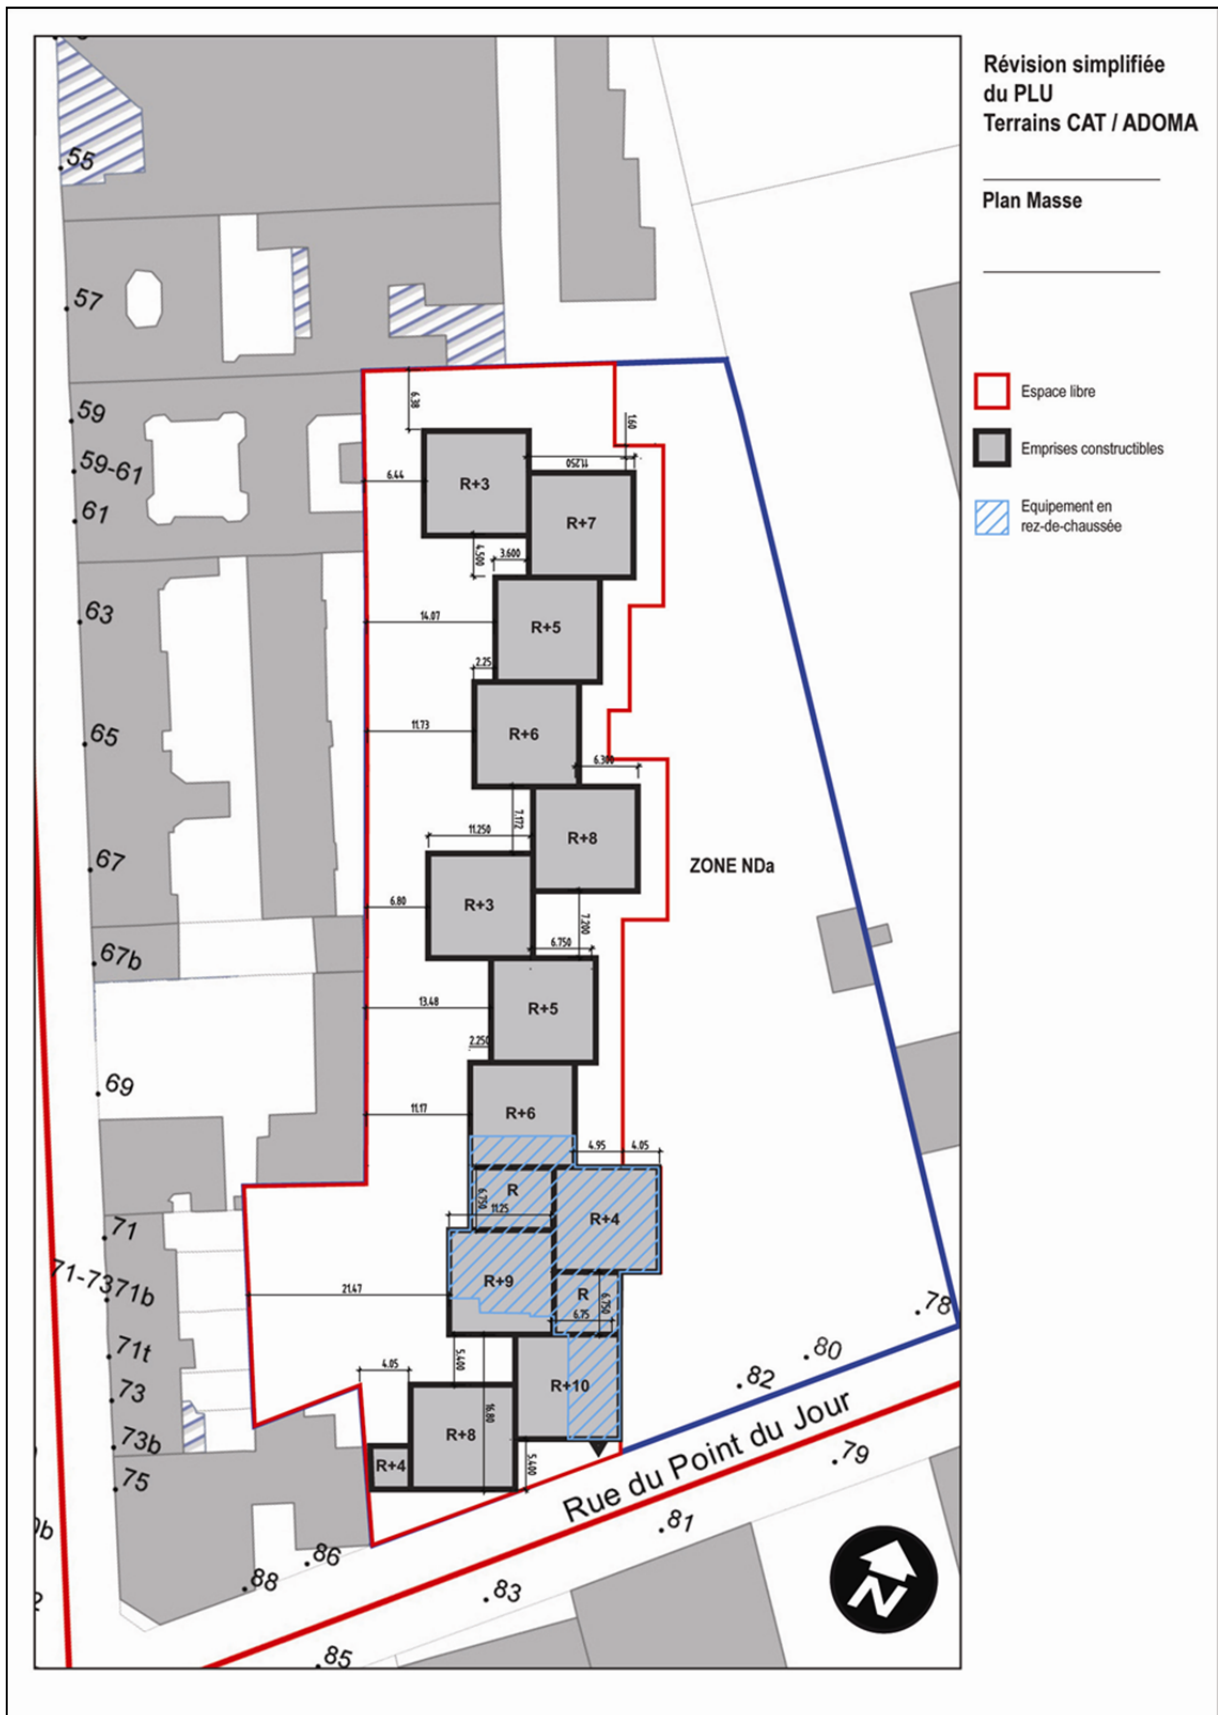 Révision simplifiée
du PLU
Terrains CAT / ADOMA
Plan Masse
Espace libre
Emprises constructibles
Equipement en
rez-de-chaussée
55
57
59
59-61
61
63
65
67
67b
69
71
71-73
71b
71t
73
73b
75
6.38
1.60
11.250
6.44
R+3
R+7
4.500
3.600
14.07
R+5
2.25
11.73
R+6
6.300
7.172
11.250
R+8
ZONE NDa
6.80
R+3
7.200
6.750
13.48
R+5
2.250
11.17
R+6
4.95
4.05
R
6.750
11.25
R+4
21.47
R+9
R
6.750
6.75
5.400
4.05
R+10
16.80
R+8
R+4
5.400
78
80
82
Rue du Point du Jour
79
81
83
85
86
88
N